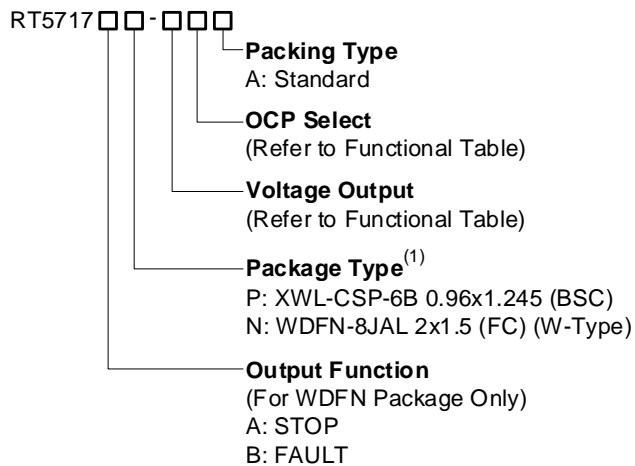 RT5717 □ □ - □ □ □
Packing Type
A: Standard
OCP Select
(Refer to Functional Table)
Voltage Output
(Refer to Functional Table)
Package Type(1)
P: XWL-CSP-6B 0.96x1.245 (BSC)
N: WDFN-8JAL 2x1.5 (FC) (W-Type)
Output Function
(For WDFN Package Only)
A: STOP
B: FAULT